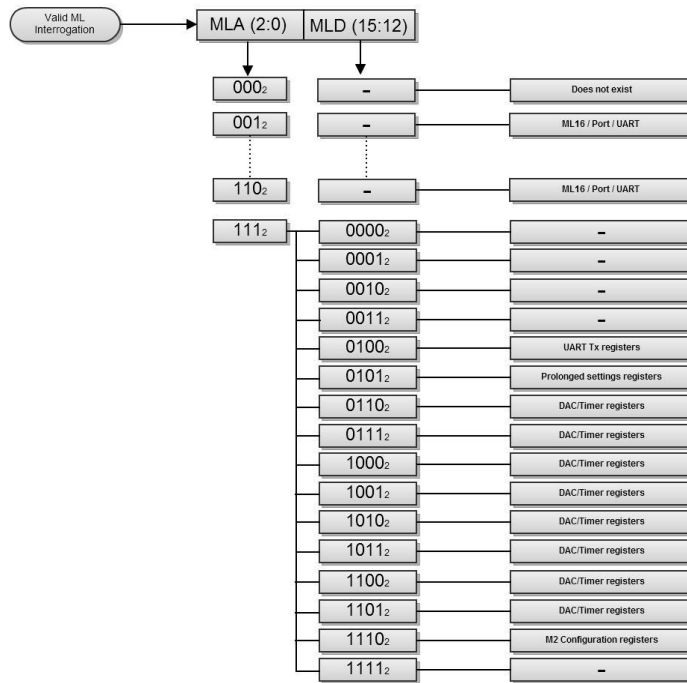 Valid ML
Interrogation
MLA (2:0) MLD (15:12)
000₂ - Does not exist
001₂ - ML16 / Port / UART
110₂ - ML16 / Port / UART
111₂ 0000₂ -
0001₂ -
0010₂ -
0011₂ -
0100₂ UART Tx registers
0101₂ Prolonged settings registers
0110₂ DAC/Timer registers
0111₂ DAC/Timer registers
1000₂ DAC/Timer registers
1001₂ DAC/Timer registers
1010₂ DAC/Timer registers
1011₂ DAC/Timer registers
1100₂ DAC/Timer registers
1101₂ DAC/Timer registers
1110₂ M2 Configuration registers
1111₂ -